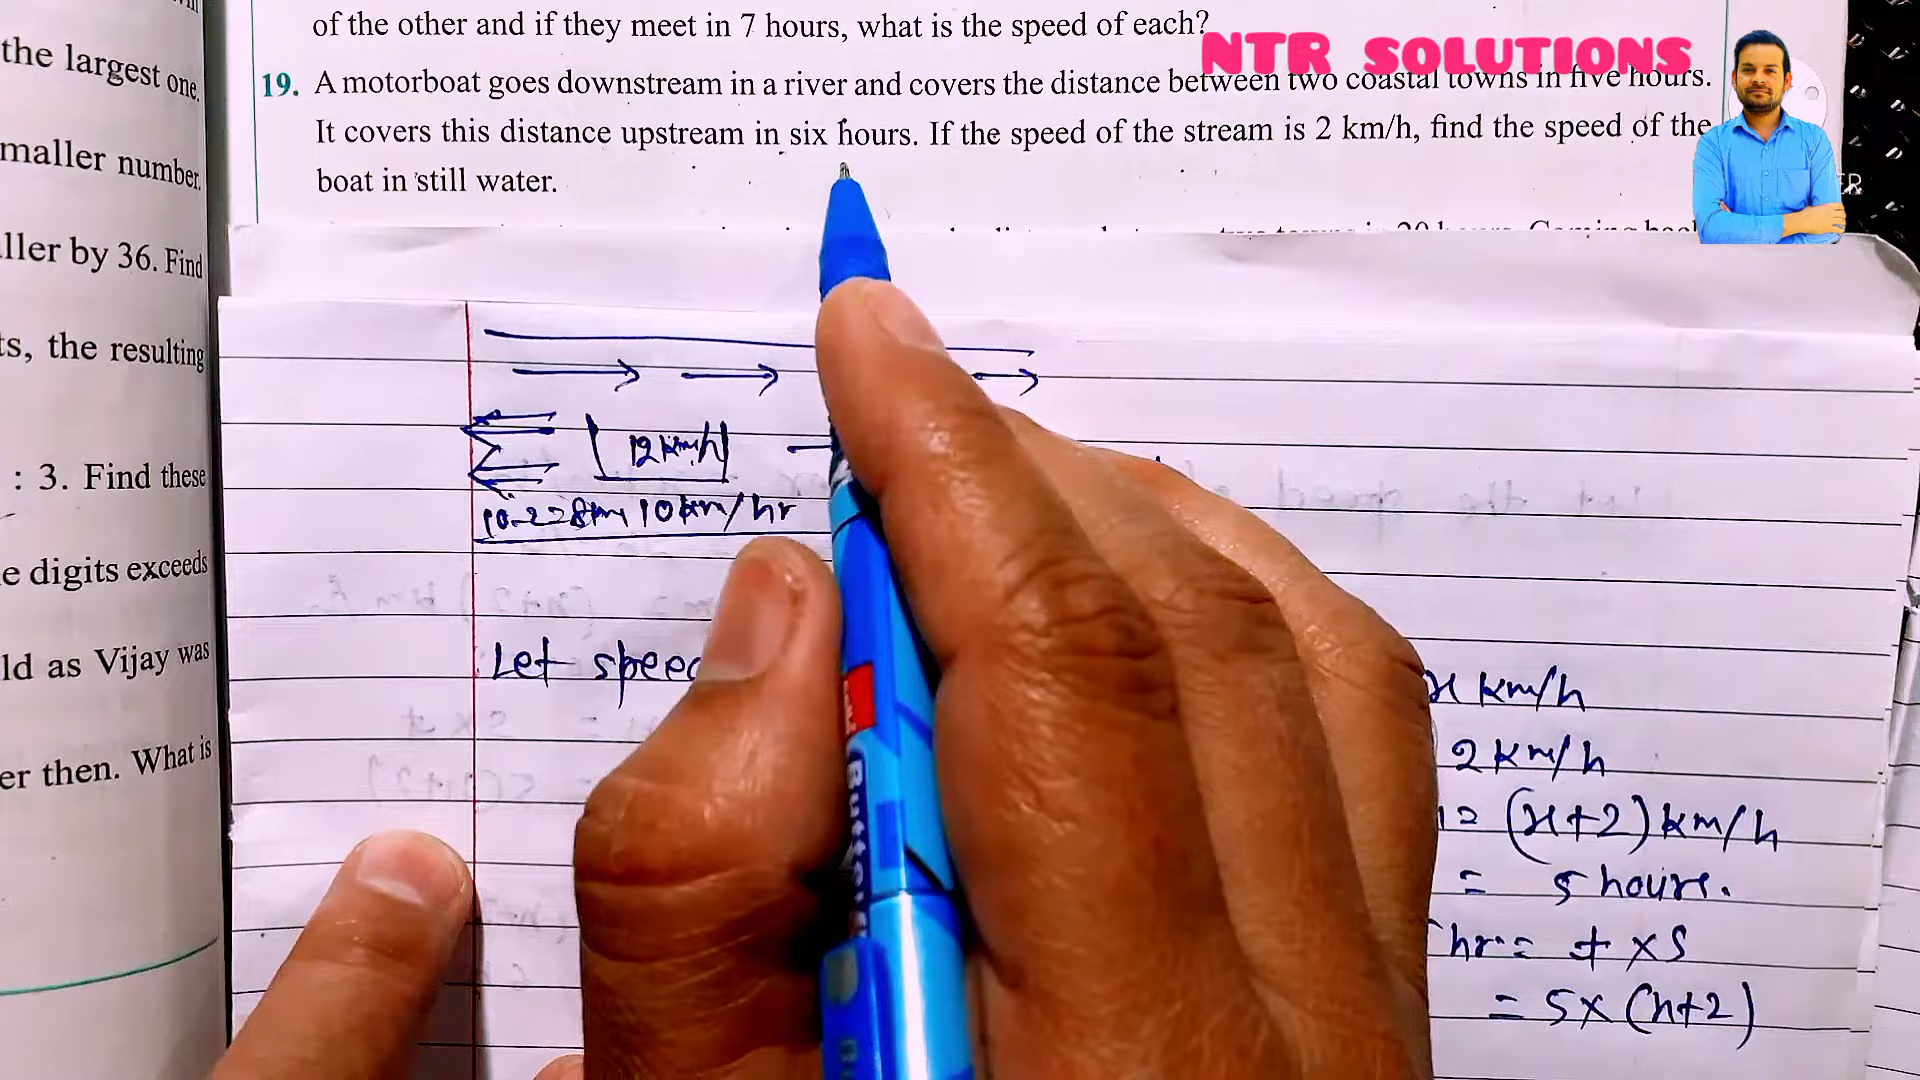 the largest one.
maller number.
ller by 36. Find
ts, the resulting
: 3. Find these
e digits exceeds
ld as Vijay was
er then. What is
of the other and if they meet in 7 hours, what is the speed of each?
NTR SOLUTIONS
19. A motorboat goes downstream in a river and covers the distance between two coastal towns in five hours.
It covers this distance upstream in six hours. If the speed of the stream is 2 km/h, find the speed of the
boat in still water.
12 km/h
10-2=8km 10 km/hr
Let speed
x km/h
2 km/h
= (x+2) km/h
= 5 hours.
hr = t x S
= 5 x (x+2)